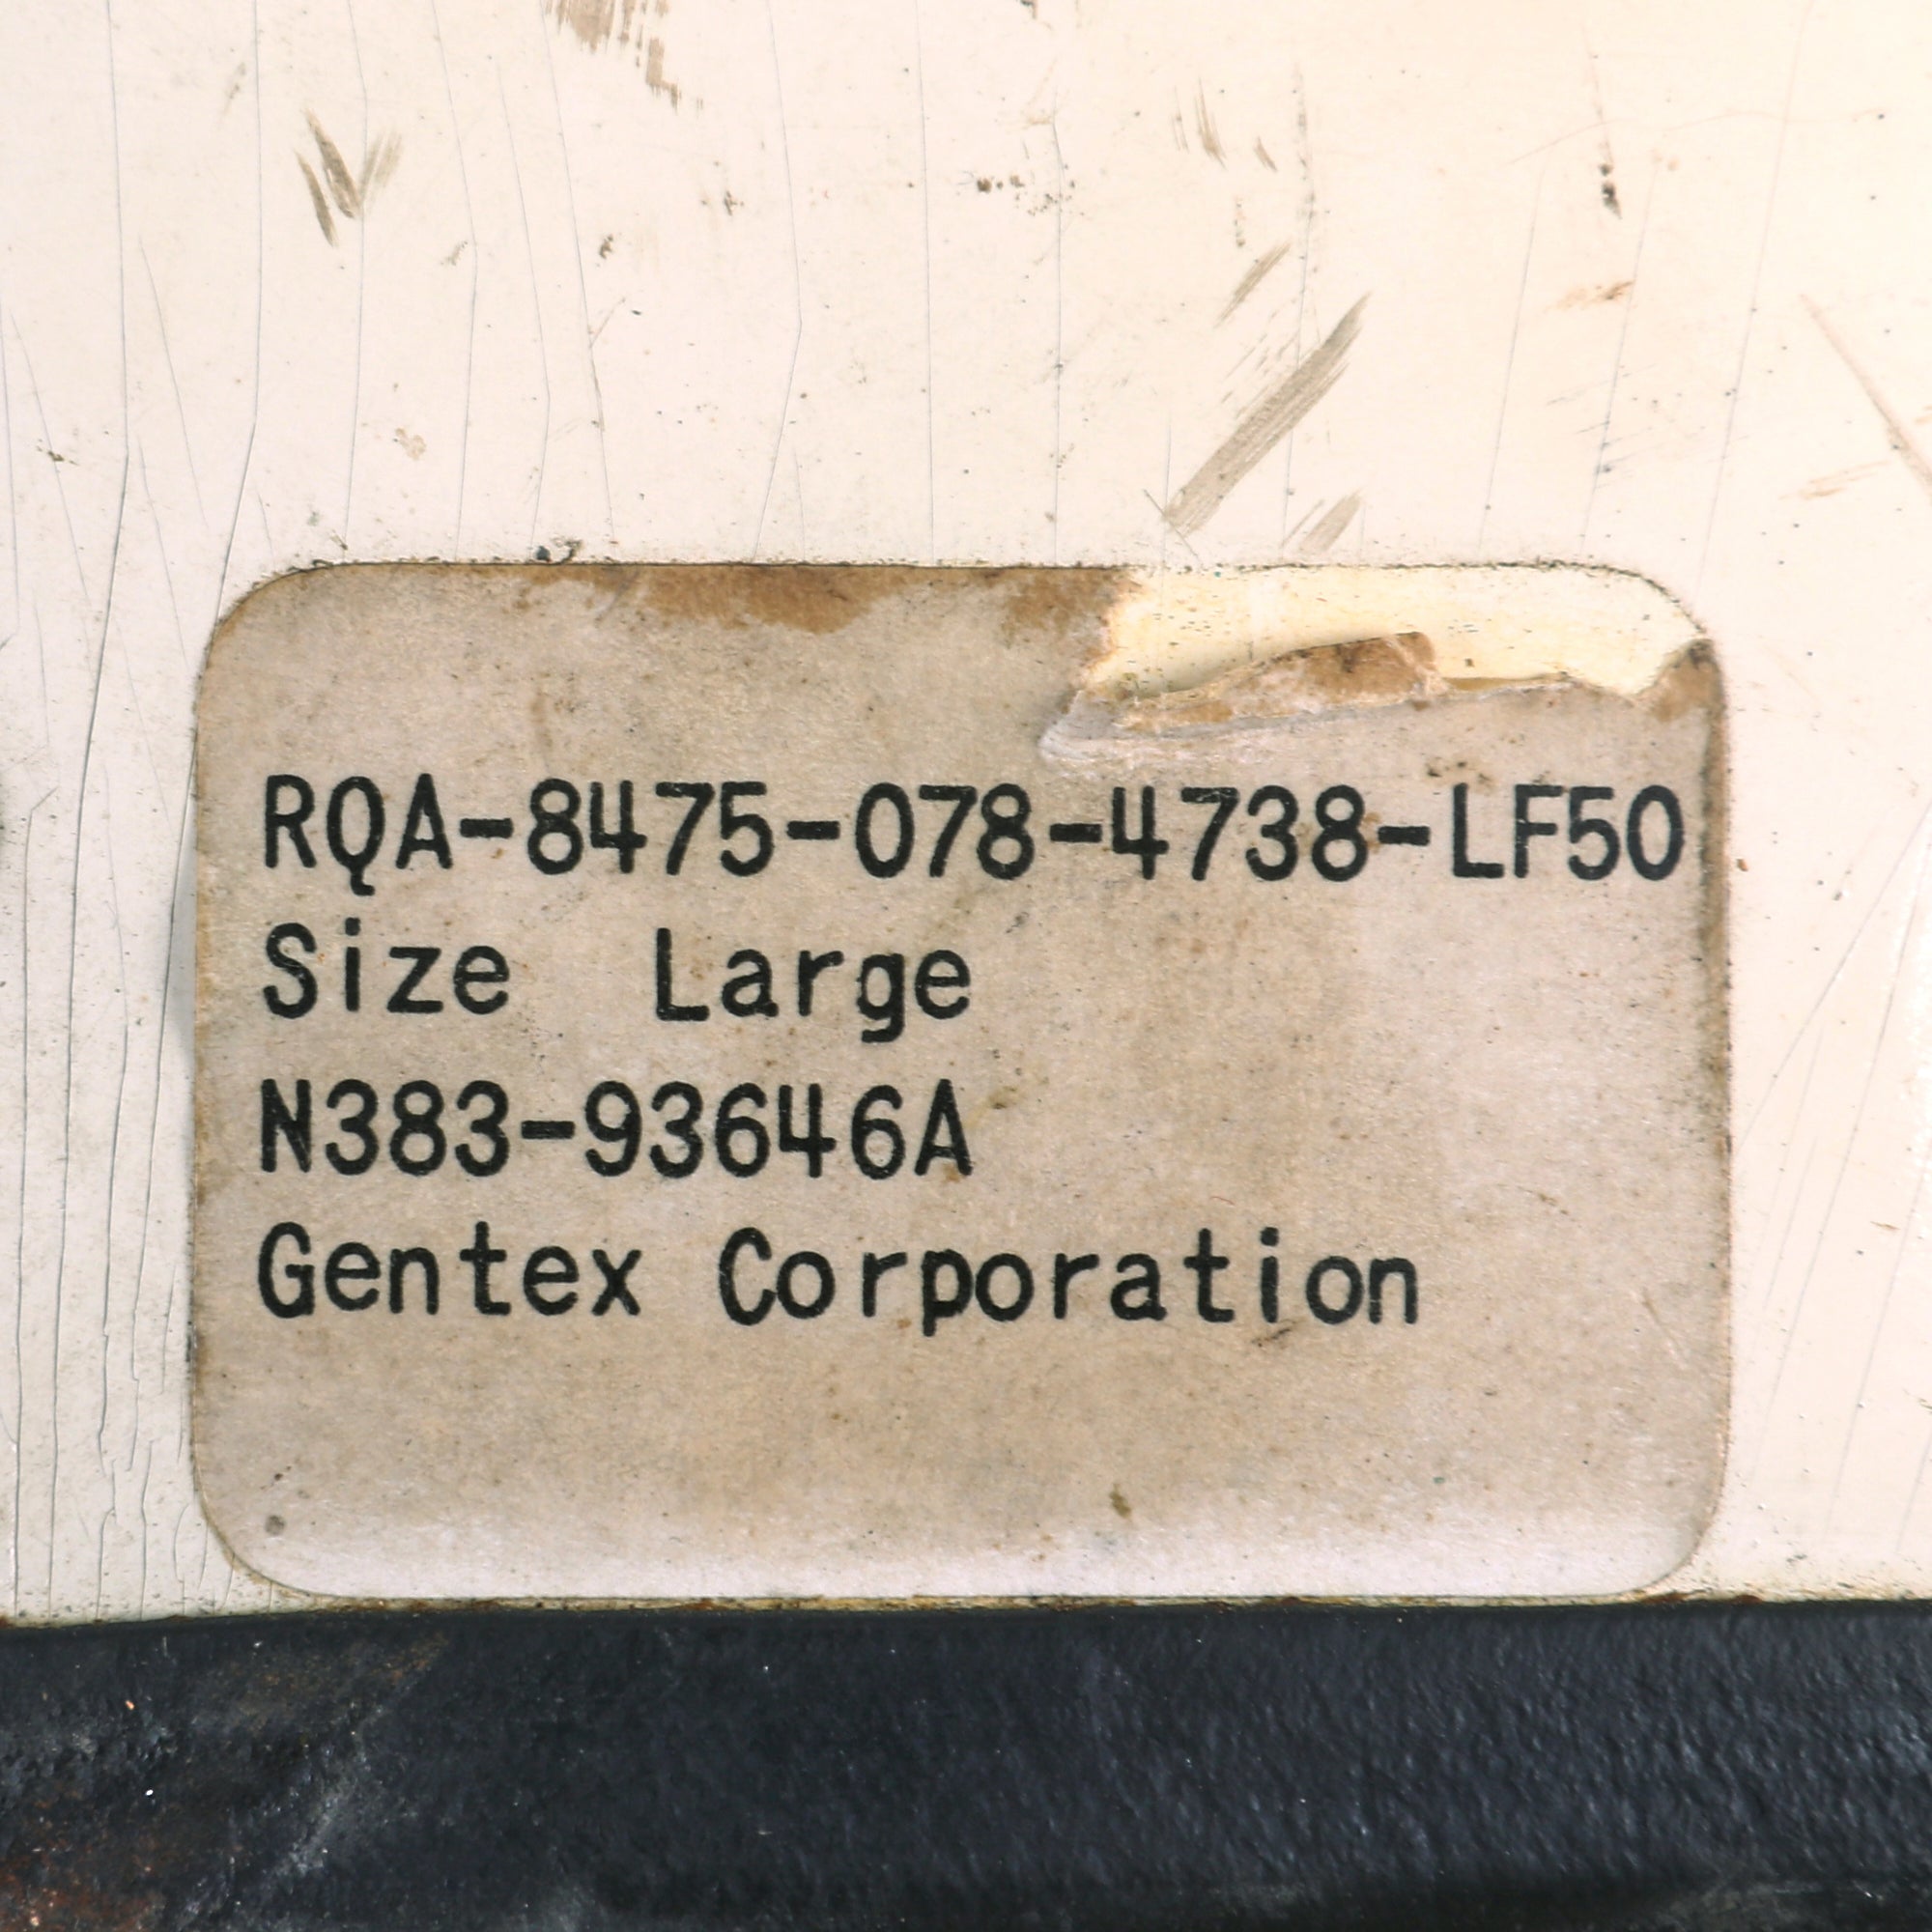 RQA-8475-078-4738-LF50
Size  Large
N383-93646A
Gentex Corporation